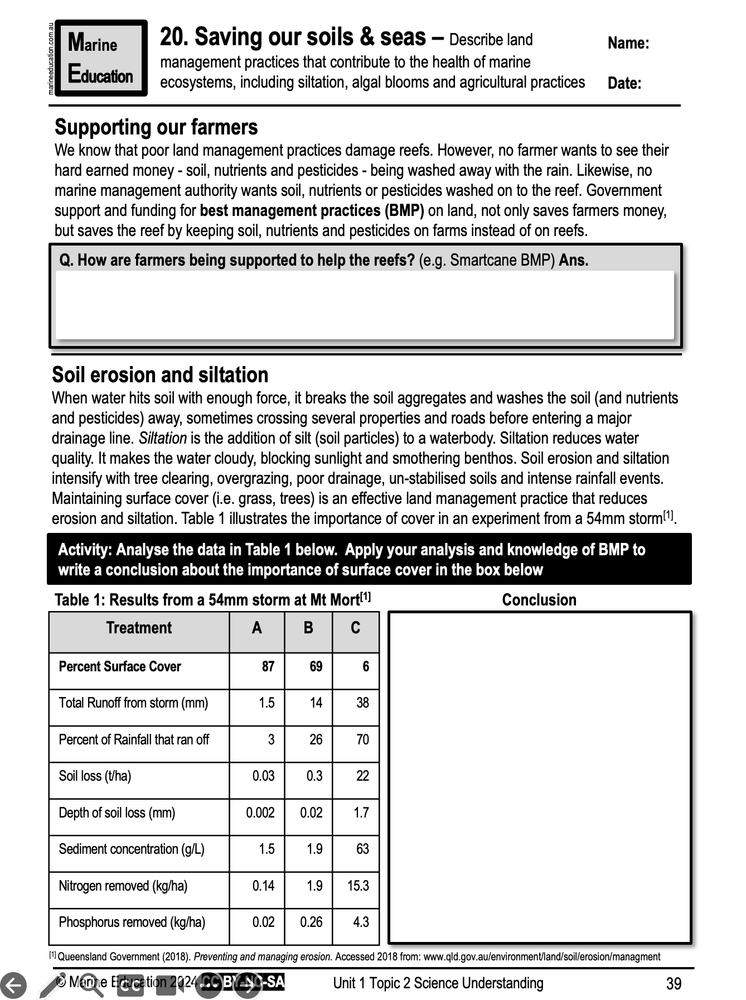 marineeducation.com.au
Marine
Education
20. Saving our soils & seas – Describe land
management practices that contribute to the health of marine
ecosystems, including siltation, algal blooms and agricultural practices
Name:
Date:
Supporting our farmers
We know that poor land management practices damage reefs. However, no farmer wants to see their
hard earned money - soil, nutrients and pesticides - being washed away with the rain. Likewise, no
marine management authority wants soil, nutrients or pesticides washed on to the reef. Government
support and funding for best management practices (BMP) on land, not only saves farmers money,
but saves the reef by keeping soil, nutrients and pesticides on farms instead of on reefs.
Q. How are farmers being supported to help the reefs? (e.g. Smartcane BMP) Ans.
Soil erosion and siltation
When water hits soil with enough force, it breaks the soil aggregates and washes the soil (and nutrients
and pesticides) away, sometimes crossing several properties and roads before entering a major
drainage line. Siltation is the addition of silt (soil particles) to a waterbody. Siltation reduces water
quality. It makes the water cloudy, blocking sunlight and smothering benthos. Soil erosion and siltation
intensify with tree clearing, overgrazing, poor drainage, un-stabilised soils and intense rainfall events.
Maintaining surface cover (i.e. grass, trees) is an effective land management practice that reduces
erosion and siltation. Table 1 illustrates the importance of cover in an experiment from a 54mm storm[1].
Activity: Analyse the data in Table 1 below. Apply your analysis and knowledge of BMP to
write a conclusion about the importance of surface cover in the box below
Table 1: Results from a 54mm storm at Mt Mort[1]
Treatment A B C
Percent Surface Cover 87 69 6
Total Runoff from storm (mm) 1.5 14 38
Percent of Rainfall that ran off 3 26 70
Soil loss (t/ha) 0.03 0.3 22
Depth of soil loss (mm) 0.002 0.02 1.7
Sediment concentration (g/L) 1.5 1.9 63
Nitrogen removed (kg/ha) 0.14 1.9 15.3
Phosphorus removed (kg/ha) 0.02 0.26 4.3
Conclusion
[1] Queensland Government (2018). Preventing and managing erosion. Accessed 2018 from: www.qld.gov.au/environment/land/soil/erosion/managment
© Marine Education 2024 CC BY-NC-SA
CC
Unit 1 Topic 2 Science Understanding
39